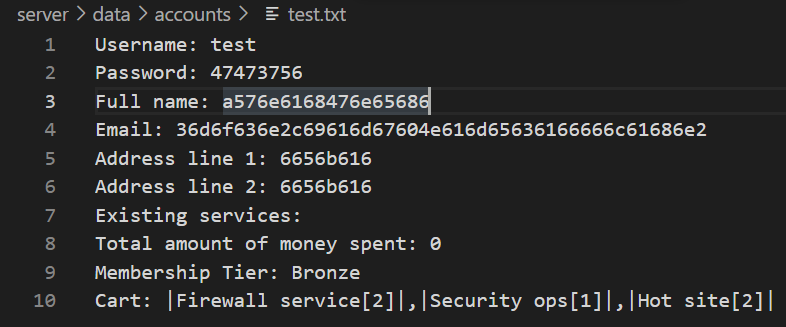 server > data > accounts > test.txt
1 Username: test
2 Password: 47473756
3 Full name: a576e6168476e65686
4 Email: 36d6f636e2c69616d67604e616d65636166666c61686e2
5 Address line 1: 6656b616
6 Address line 2: 6656b616
7 Existing services:
8 Total amount of money spent: 0
9 Membership Tier: Bronze
10 Cart: |Firewall service[2]|,|Security ops[1]|,|Hot site[2]|